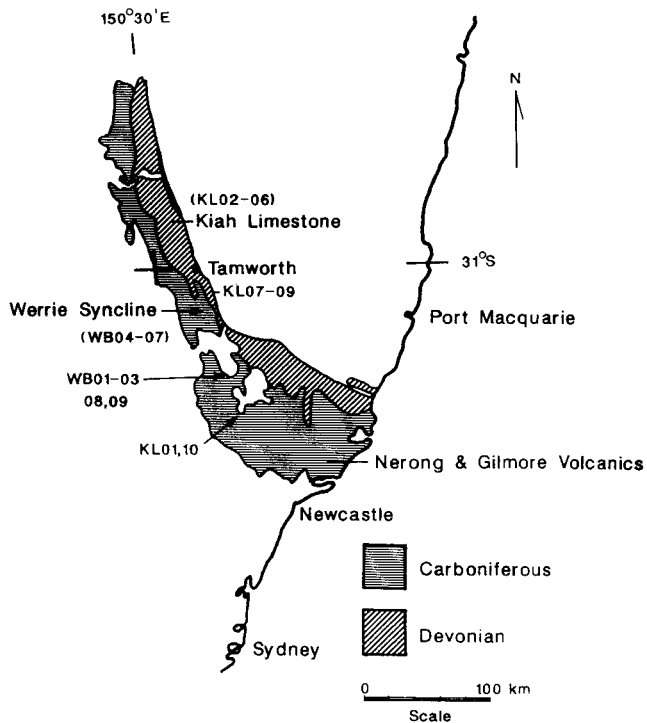 150°30'E
N
(KL02-06)
Kiah Limestone
31°S
Tamworth
KL07-09
Werrie Syncline
(WB04-07)
Port Macquarie
WB01-03
08,09
KL01,10
Nerong & Gilmore Volcanics
Newcastle
Carboniferous
Devonian
Sydney
0 100 km
Scale